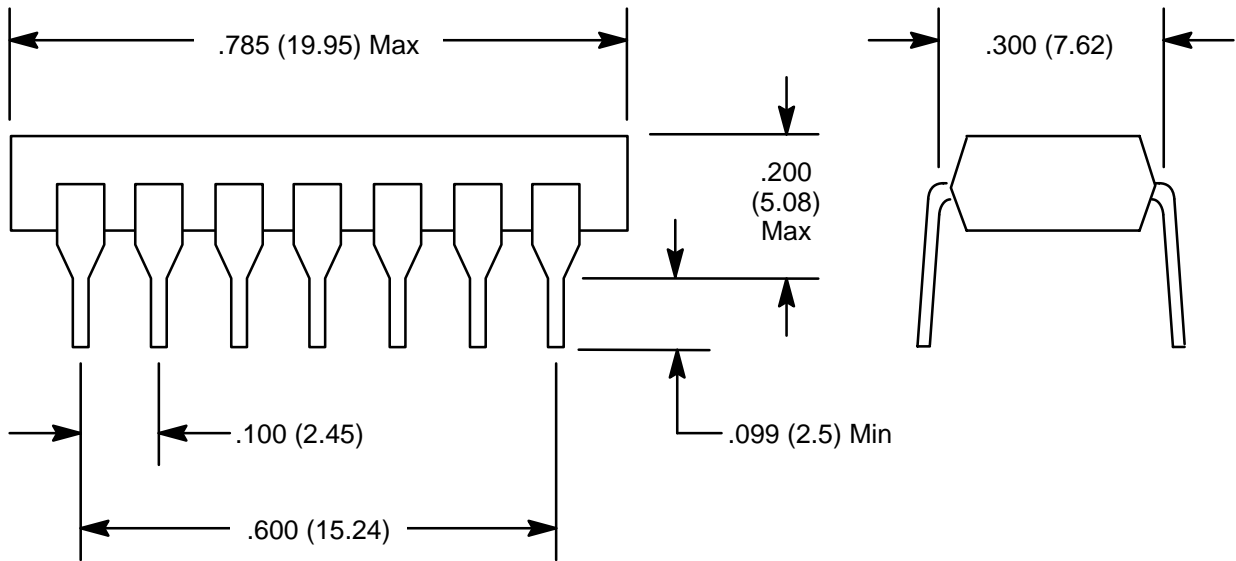 .785 (19.95) Max
.300 (7.62)
.200
(5.08)
Max
.100 (2.45)
.099 (2.5) Min
.600 (15.24)